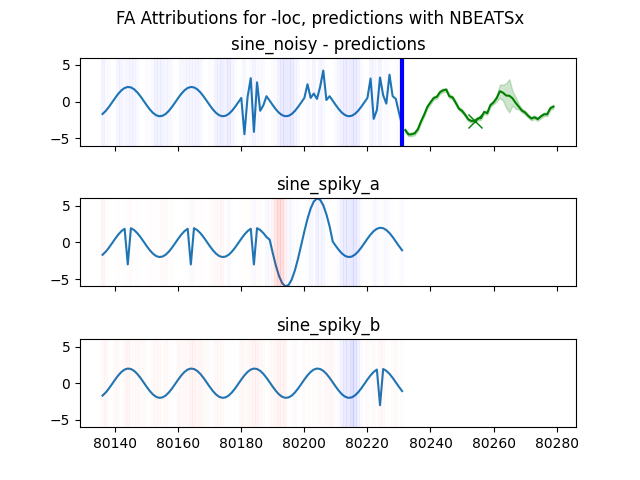 FA Attributions for -loc, predictions with NBEATSx
sine_noisy - predictions
5
0
−5
sine_spiky_a
5
0
−5
sine_spiky_b
5
0
−5
80140 80160 80180 80200 80220 80240 80260 80280